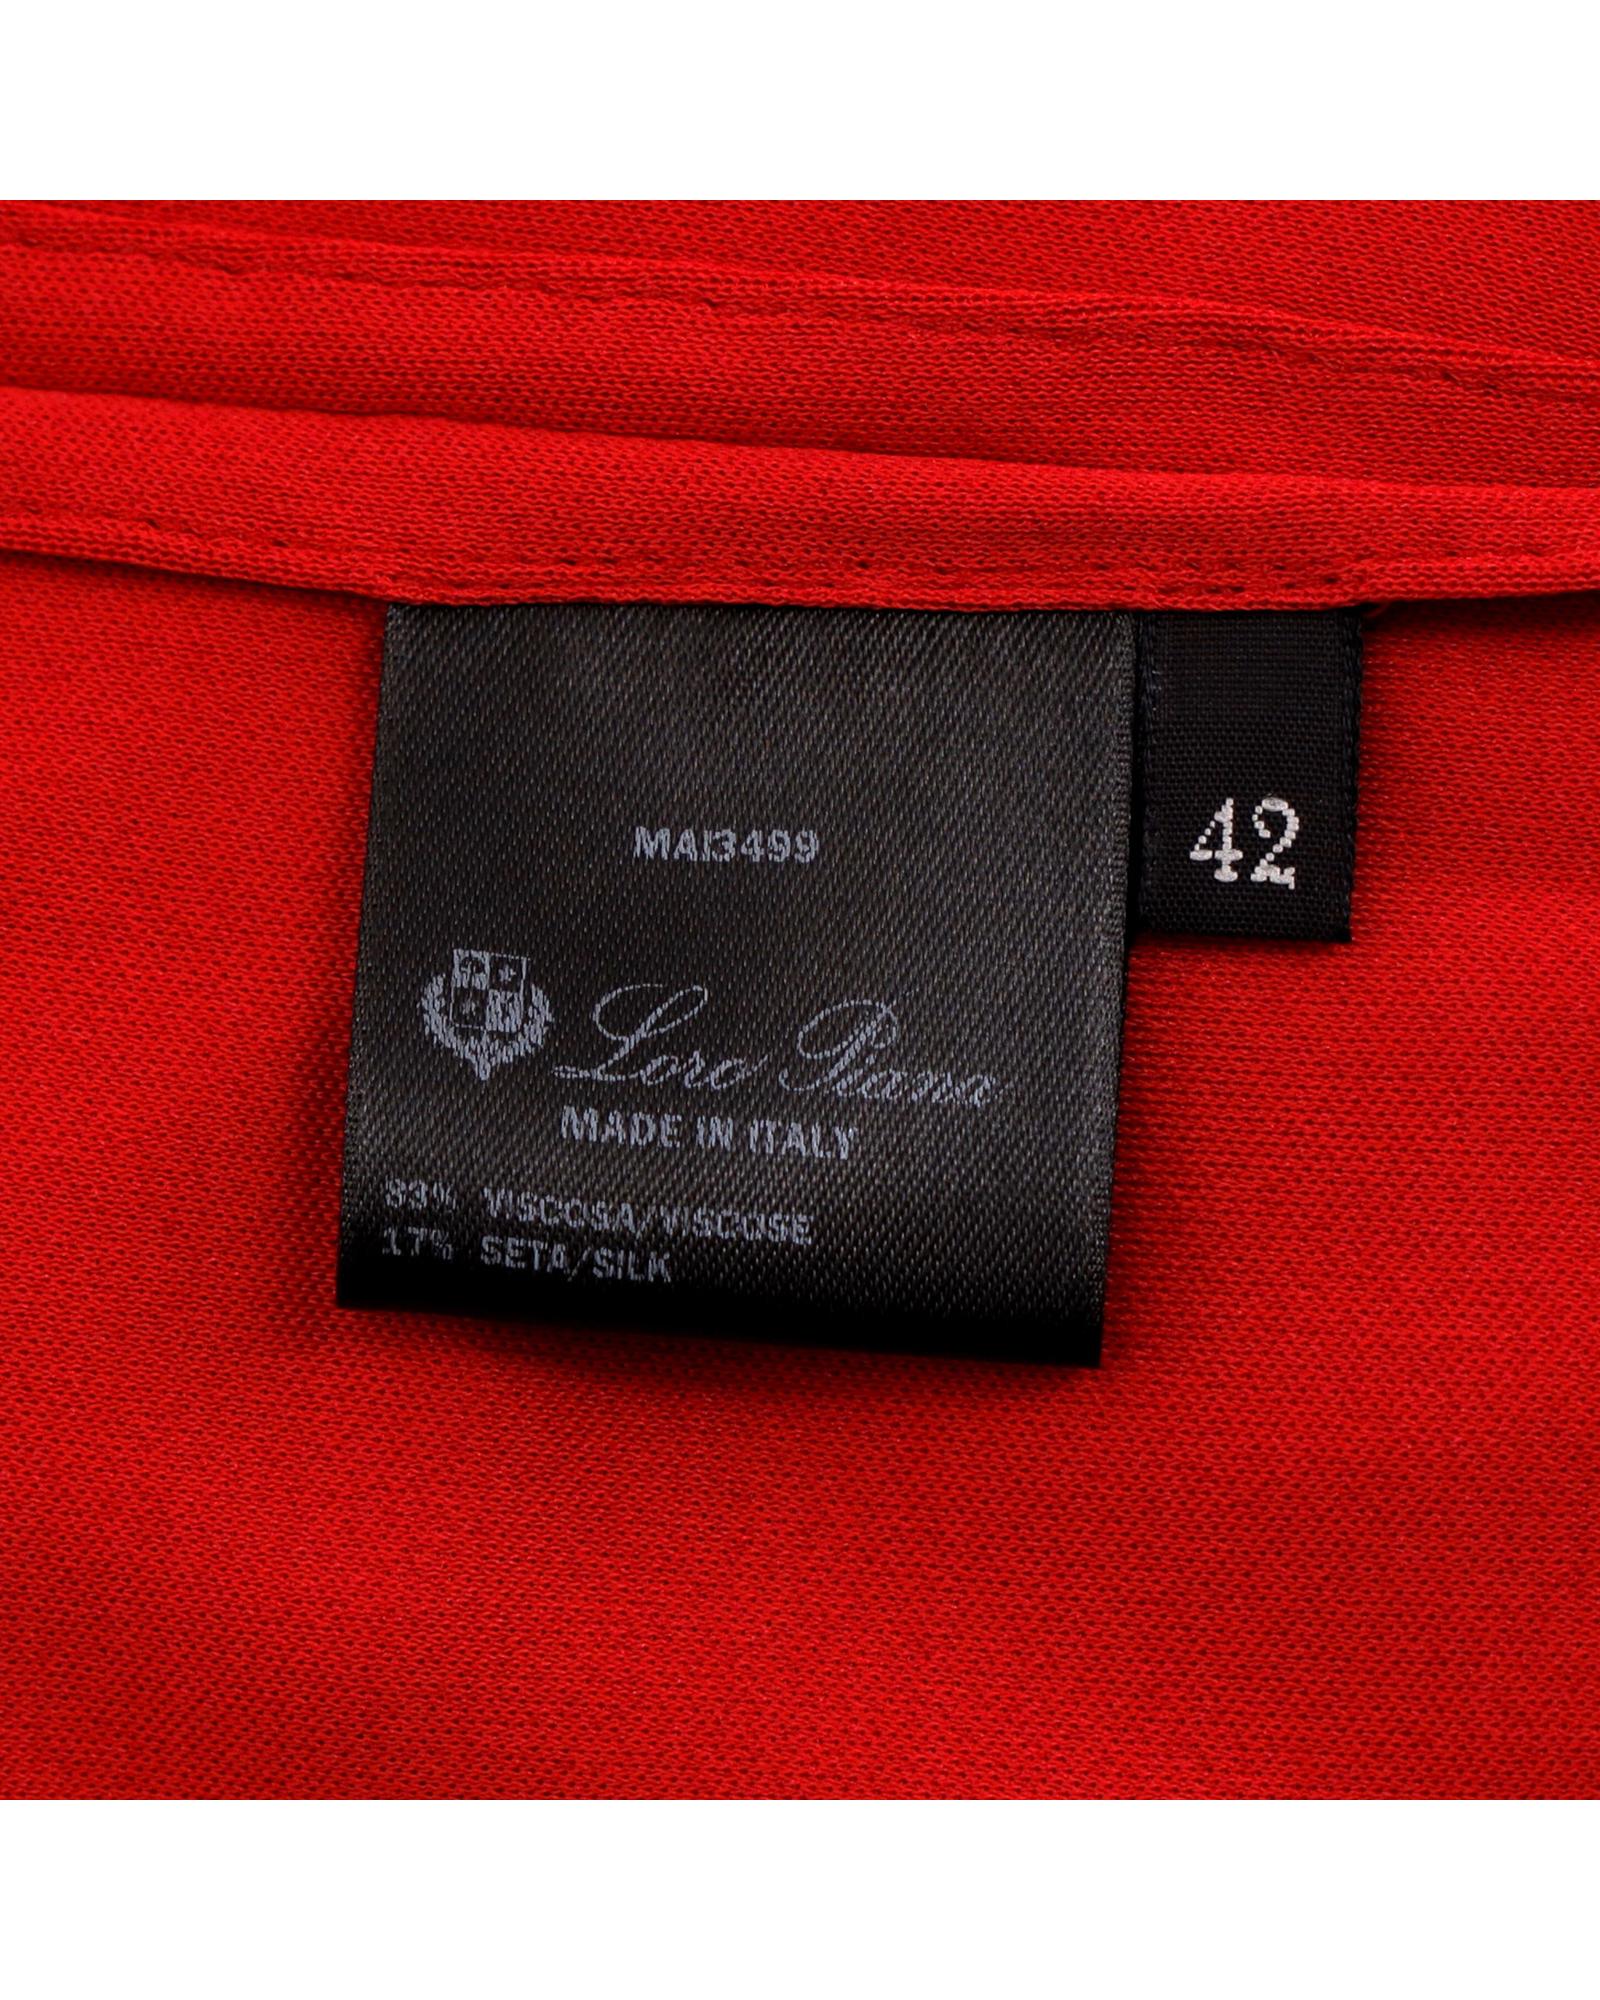 MAI3499
42
Loro Piana
MADE IN ITALY
83% VISCOSA/VISCOSE
17% SETA/SILK